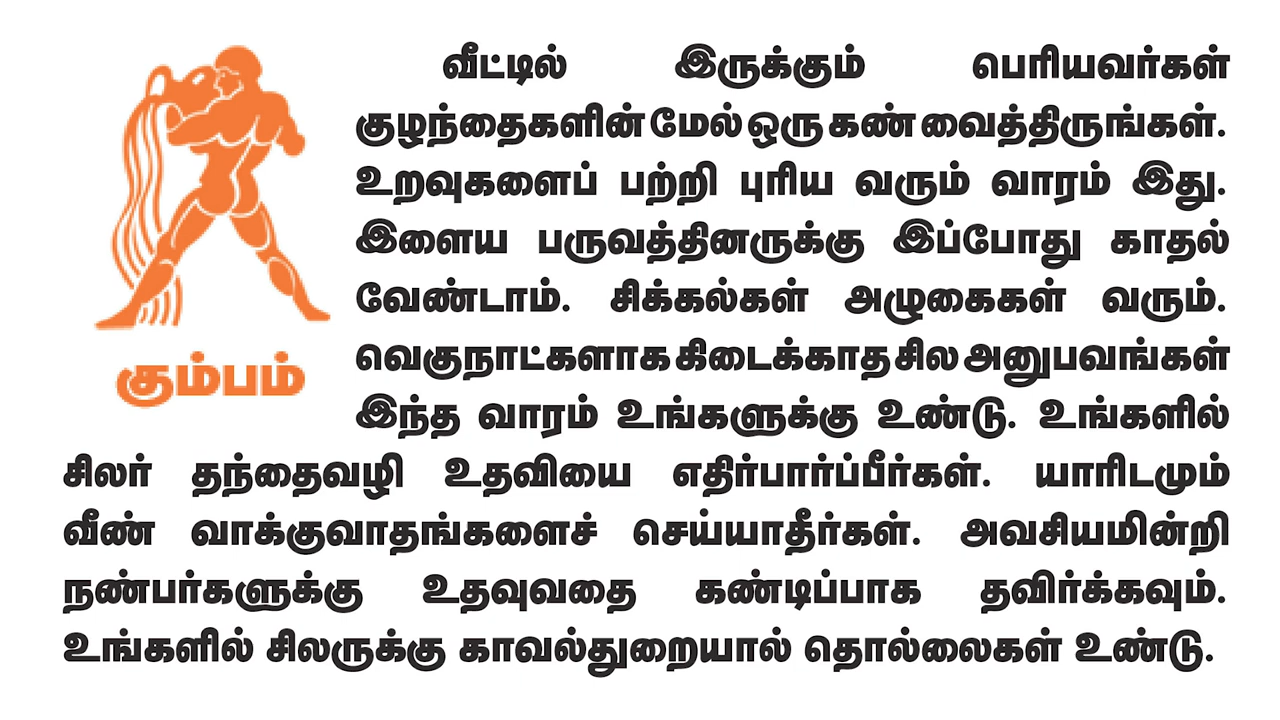 வீட்டில் இருக்கும் பெரியவர்கள்
குழந்தைகளின் மேல் ஒரு கண் வைத்திருங்கள்.
உறவுகளைப் பற்றி புரிய வரும் வாரம் இது.
இளைய பருவத்தினருக்கு இப்போது காதல்
வேண்டாம். சிக்கல்கள் அழுகைகள் வரும்.
வெகுநாட்களாக கிடைக்காத சில அனுபவங்கள்
இந்த வாரம் உங்களுக்கு உண்டு. உங்களில்
சிலர் தந்தைவழி உதவியை எதிர்பார்ப்பீர்கள். யாரிடமும்
வீண் வாக்குவாதங்களைச் செய்யாதீர்கள். அவசியமின்றி
நண்பர்களுக்கு உதவுவதை கண்டிப்பாக தவிர்க்கவும்.
உங்களில் சிலருக்கு காவல்துறையால் தொல்லைகள் உண்டு.
கும்பம்